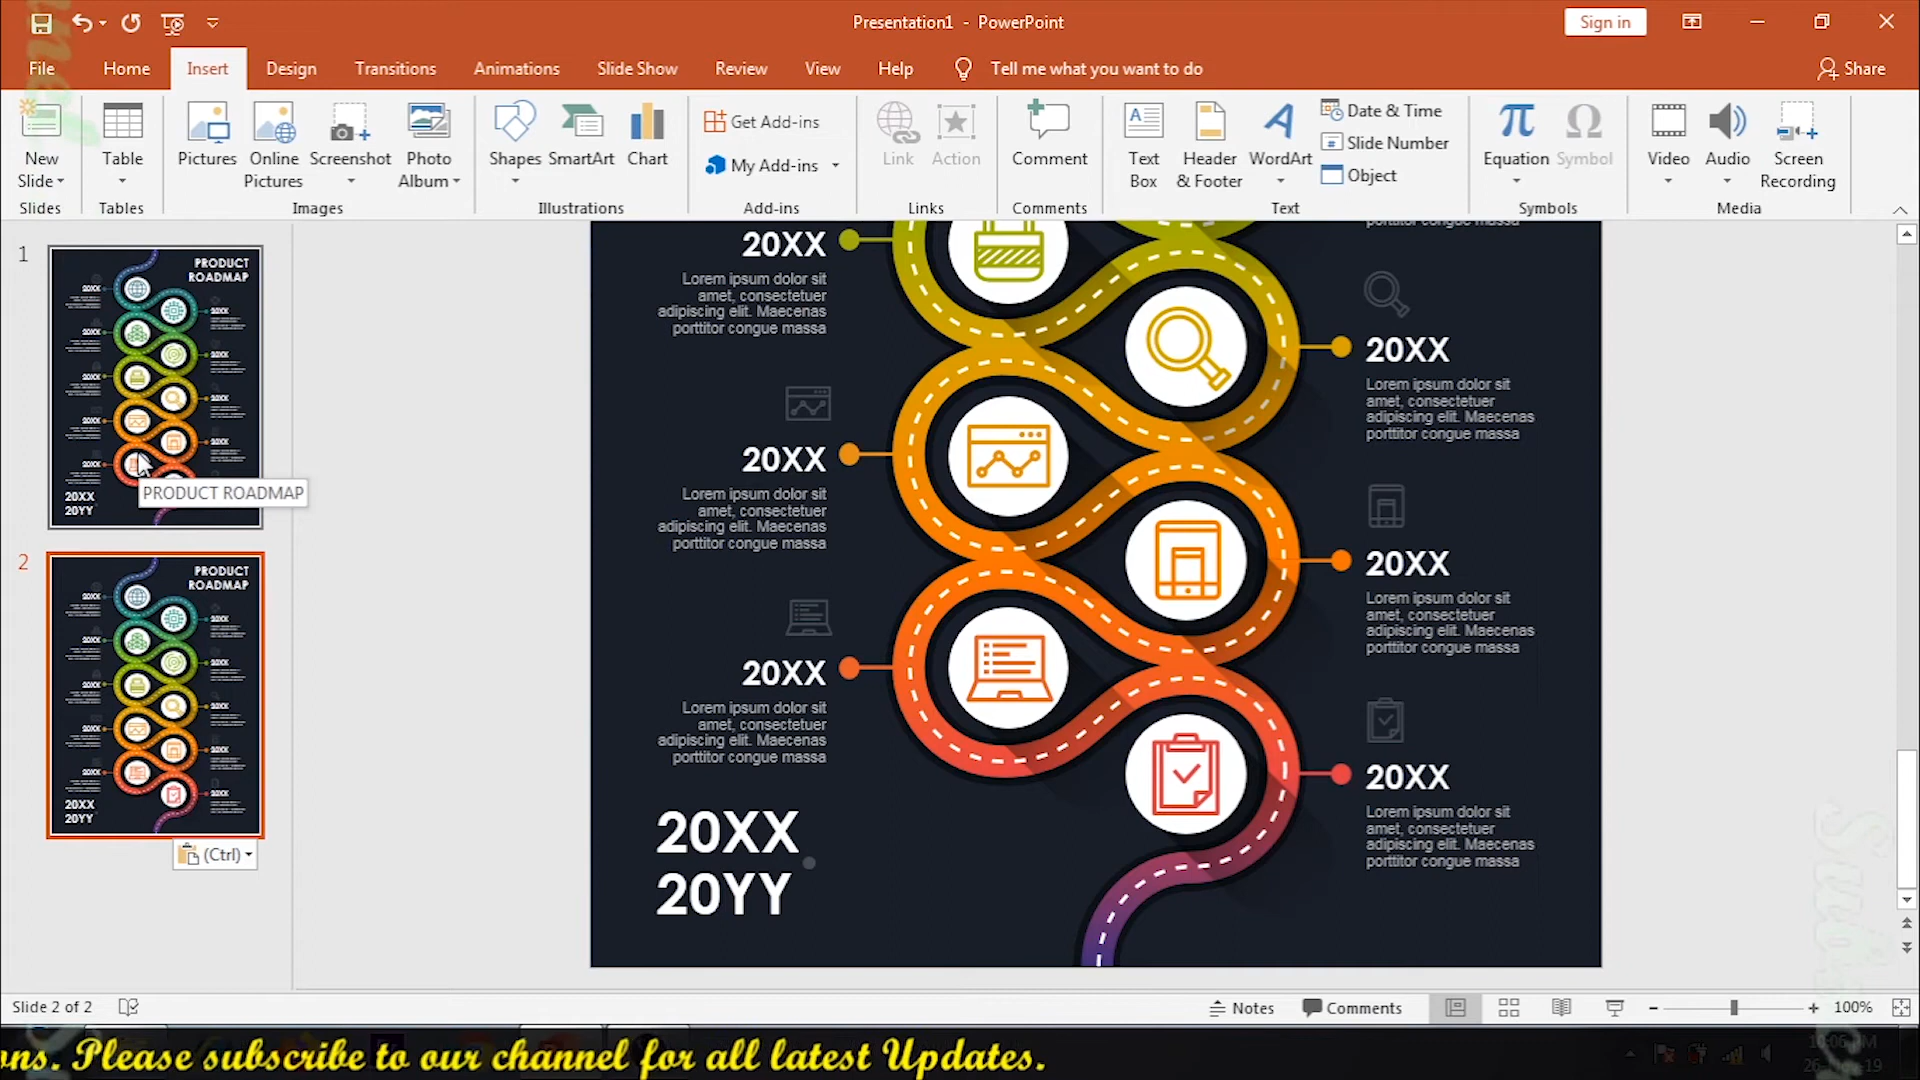 Presentation1 - PowerPoint
Sign in
File Home Insert Design Transitions Animations Slide Show Review View Help Tell me what you want to do Share
New Slide
Slides
Table
Tables
Pictures
Online Pictures
Screenshot
Photo Album
Images
Shapes
SmartArt
Chart
Illustrations
Get Add-ins
My Add-ins
Add-ins
Link
Action
Links
Comment
Comments
Text Box
Header & Footer
WordArt
Date & Time
Slide Number
Object
Text
Equation
Symbol
Symbols
Video
Audio
Screen Recording
Media
1
PRODUCT
ROADMAP
20XX
20YY
PRODUCT ROADMAP
2
PRODUCT
ROADMAP
20XX
20YY
(Ctrl)
20XX
Lorem ipsum dolor sit
amet, consectetuer
adipiscing elit. Maecenas
porttitor congue massa
20XX
Lorem ipsum dolor sit
amet, consectetuer
adipiscing elit. Maecenas
porttitor congue massa
20XX
Lorem ipsum dolor sit
amet, consectetuer
adipiscing elit. Maecenas
porttitor congue massa
20XX
Lorem ipsum dolor sit
amet, consectetuer
adipiscing elit. Maecenas
porttitor congue massa
20XX
Lorem ipsum dolor sit
amet, consectetuer
adipiscing elit. Maecenas
porttitor congue massa
20XX
Lorem ipsum dolor sit
amet, consectetuer
adipiscing elit. Maecenas
porttitor congue massa
20XX
20YY
Slide 2 of 2
Notes
Comments
100%
Please subscribe to our channel for all latest Updates.